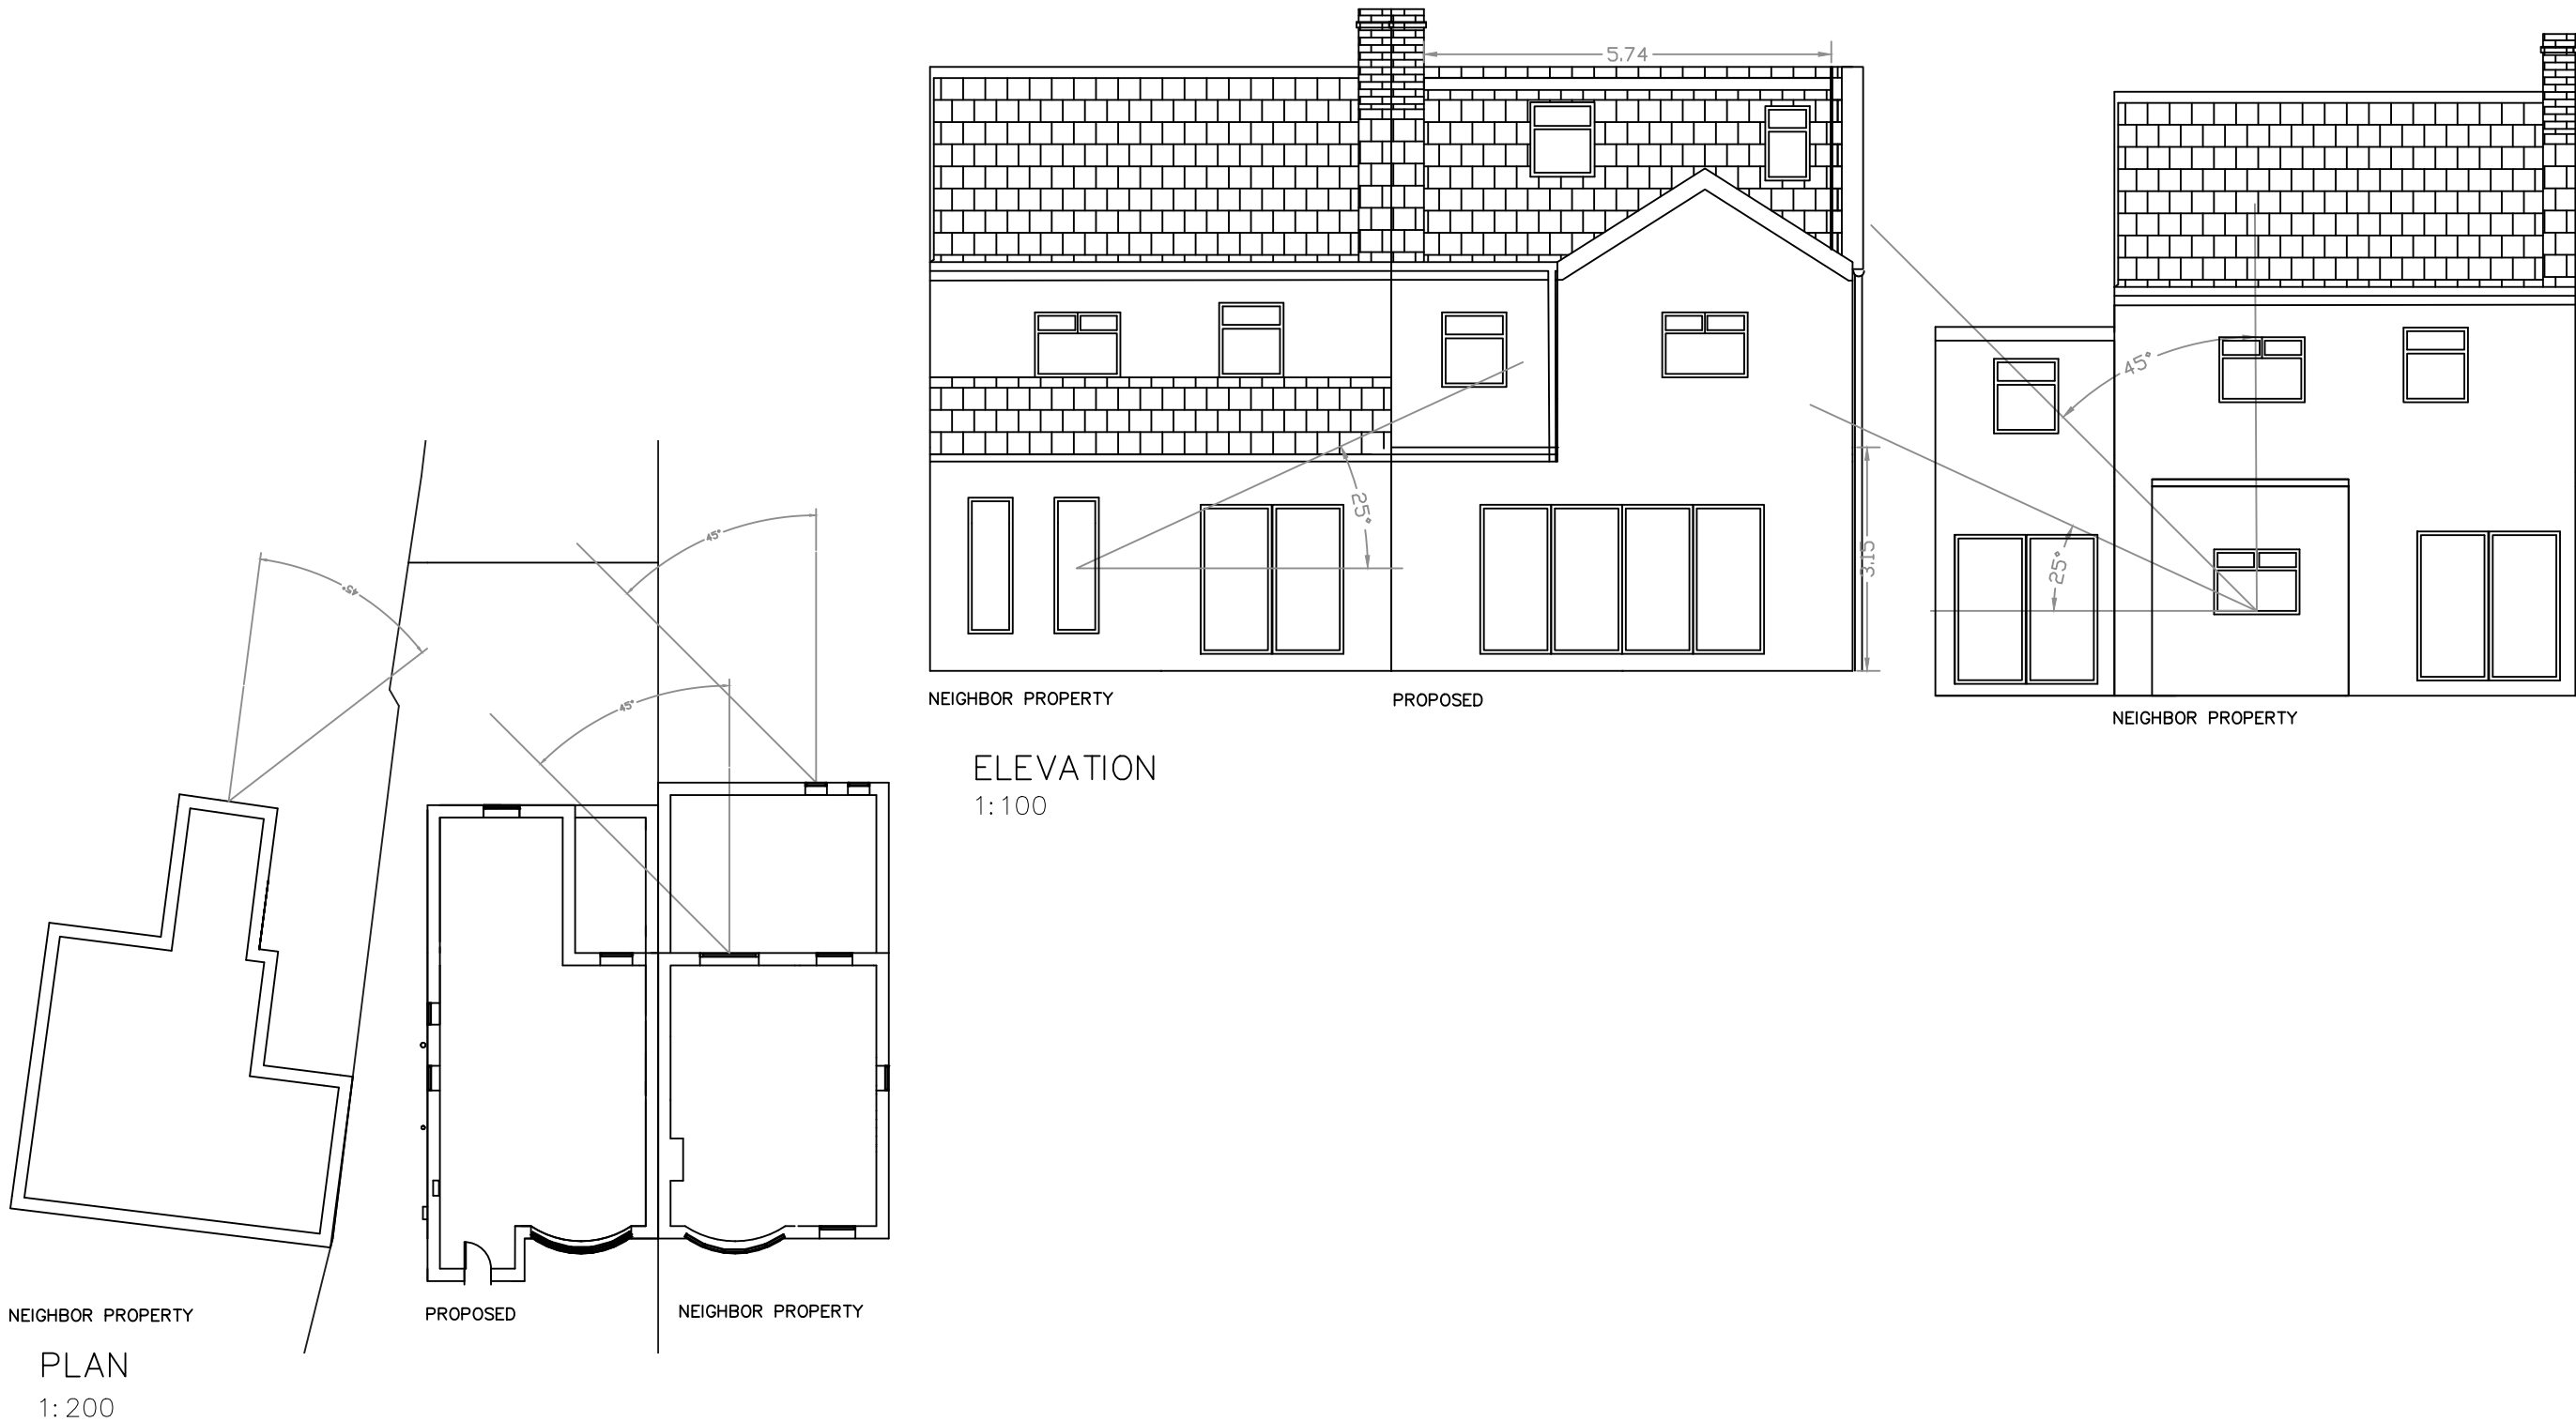 5.74
45°
25°
25°
3.15
NEIGHBOR PROPERTY
PROPOSED
NEIGHBOR PROPERTY
ELEVATION
1:100
45°
45°
45°
NEIGHBOR PROPERTY
PROPOSED
NEIGHBOR PROPERTY
PLAN
1:200